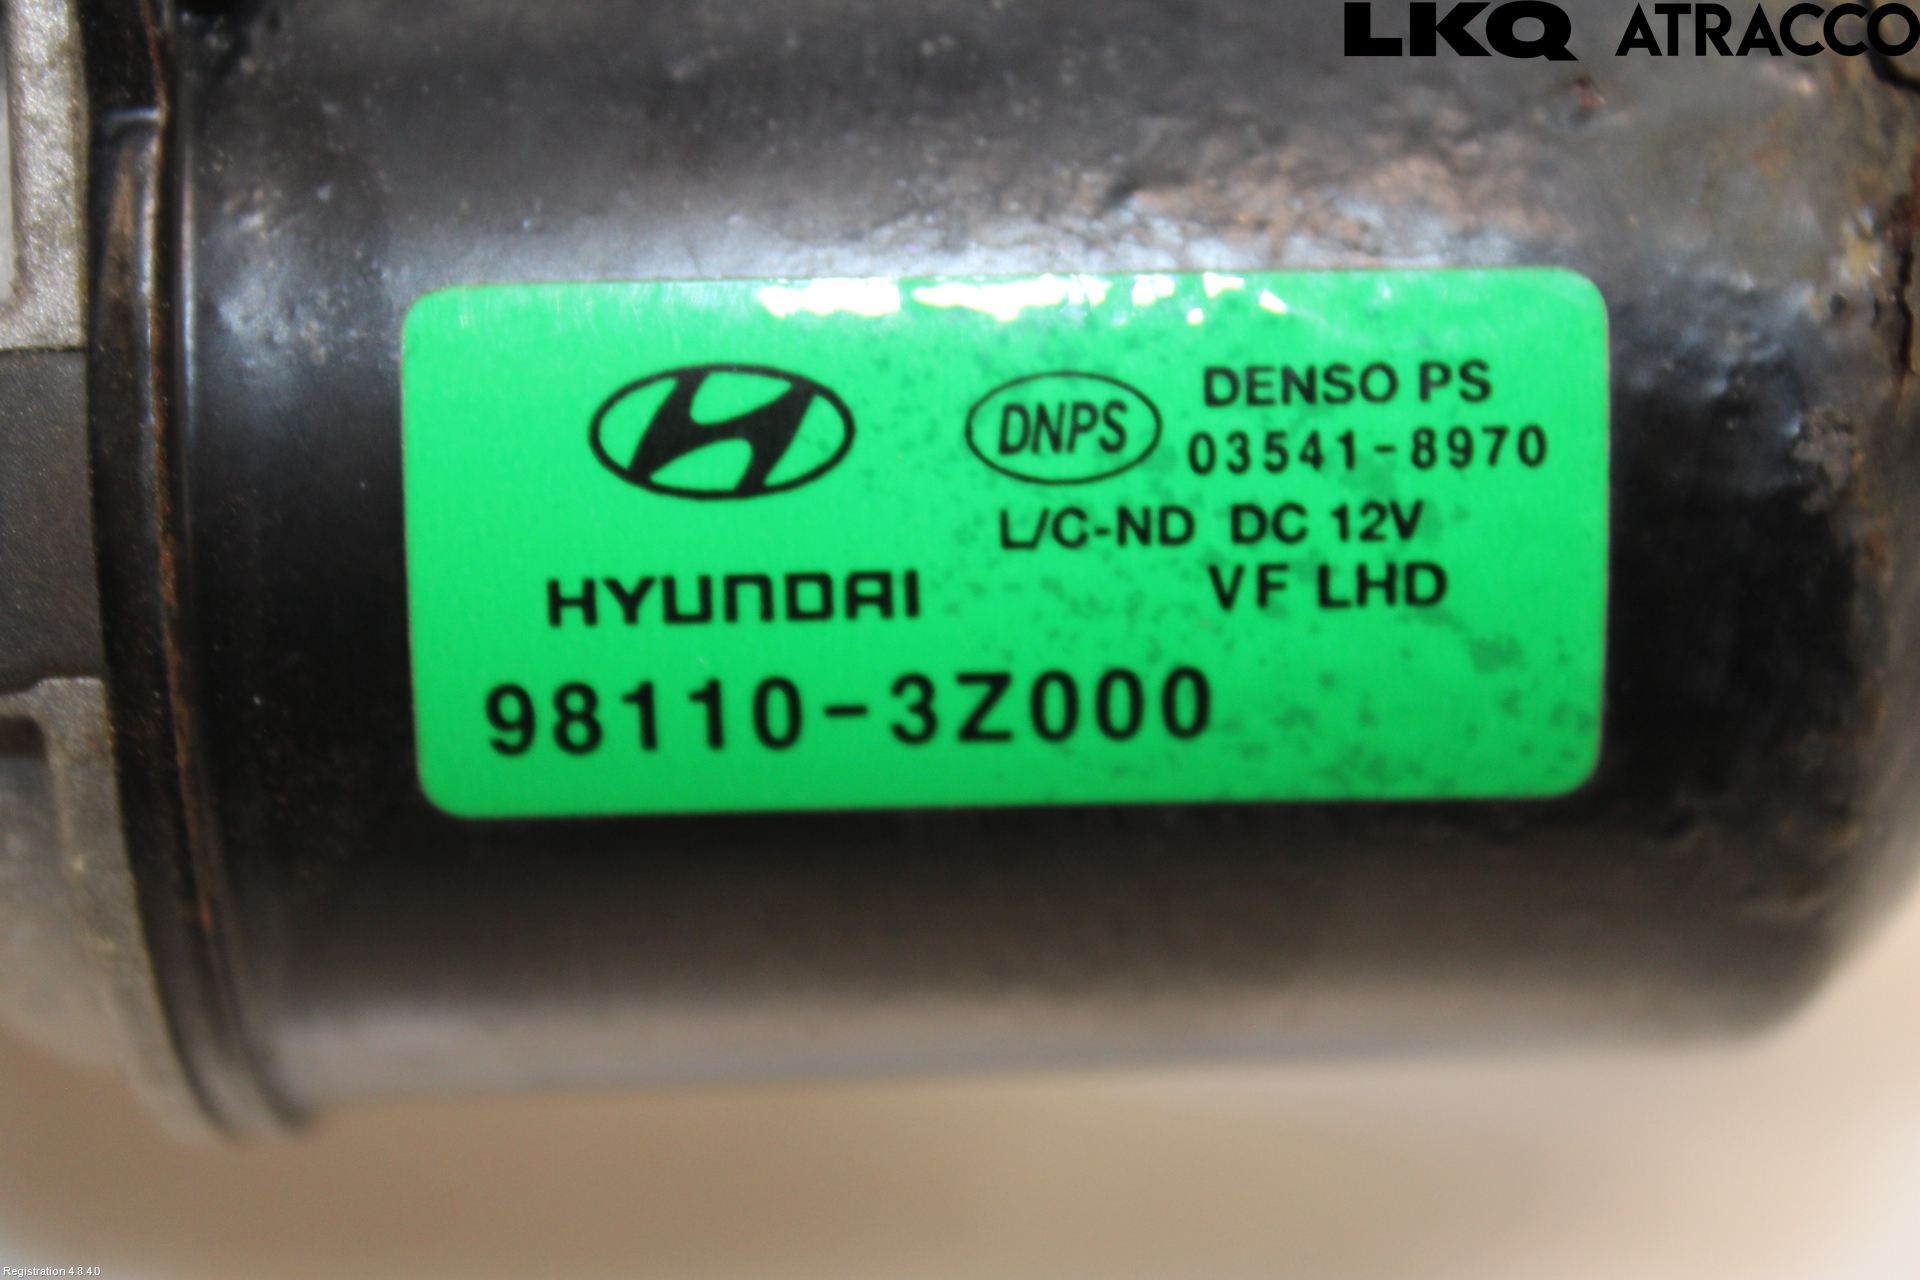 LKQ ATRACCO
DENSO PS
DNPS
03541-8970
L/C-ND DC 12V
HYUNDAI
VF LHD
98110-3Z000
Registration 4.8.4.0